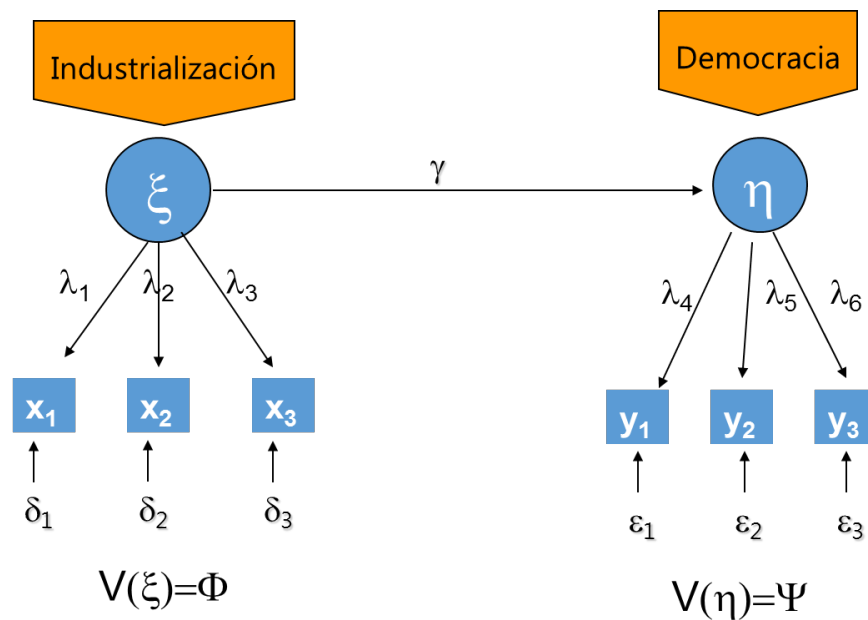 Industrialización
Democracia
ξ
γ
η
λ1
λ2
λ3
λ4
λ5
λ6
x1
x2
x3
y1
y2
y3
δ1
δ2
δ3
ε1
ε2
ε3
V(ξ)=Φ
V(η)=Ψ